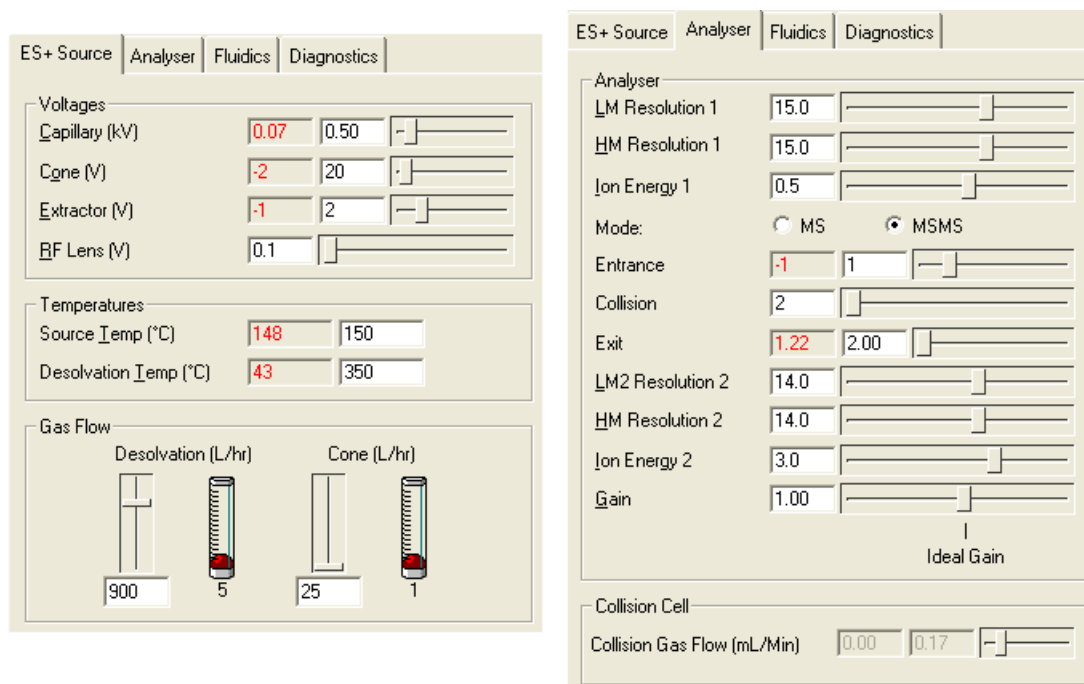 ES+ Source Analyser Fluidics Diagnostics
Voltages
Capillary (kV) 0.07 0.50
Cone (V) -2 20
Extractor (V) -1 2
RF Lens (V) 0.1
Temperatures
Source Temp (°C) 148 150
Desolvation Temp (°C) 43 350
Gas Flow
Desolvation (L/hr) Cone (L/hr)
900 5 25 1
ES+ Source Analyser Fluidics Diagnostics
Analyser
LM Resolution 1 15.0
HM Resolution 1 15.0
Ion Energy 1 0.5
Mode: MS MSMS
Entrance -1 1
Collision 2
Exit 1.22 2.00
LM2 Resolution 2 14.0
HM Resolution 2 14.0
Ion Energy 2 3.0
Gain 1.00
Ideal Gain
Collision Cell
Collision Gas Flow (mL/Min) 0.00 0.17